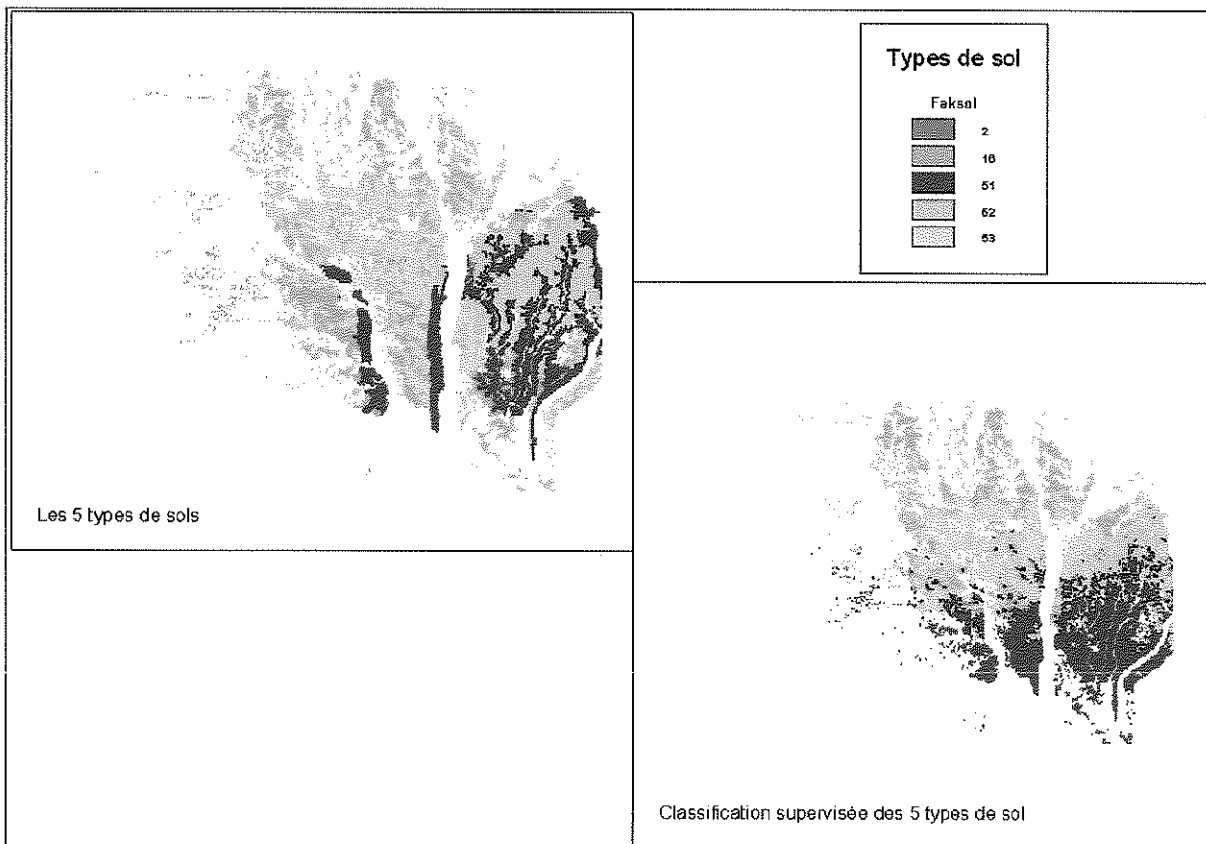 Types de sol
Faksol
2
16
51
52
53
Les 5 types de sols
Classification supervisée des 5 types de sol